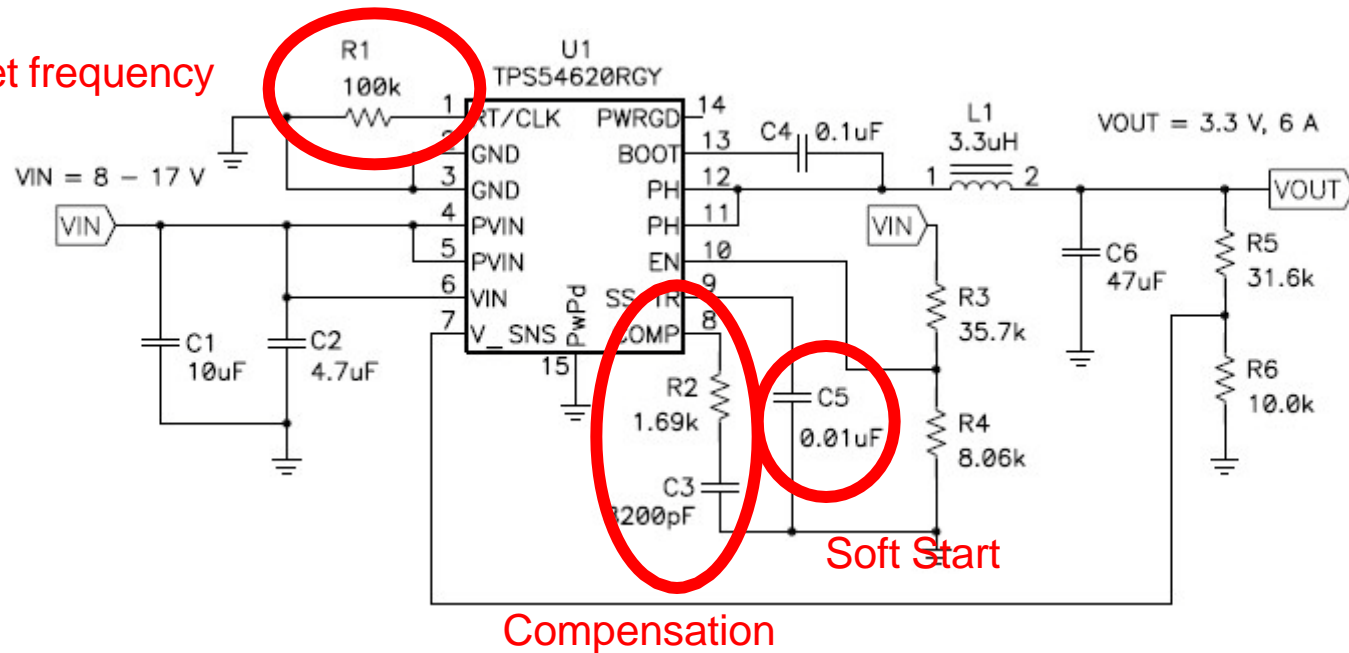 et frequency
R1
100k
U1
TPS54620RGY
1
RT/CLK
PWRGD
14
2
GND
BOOT
13
C4
0.1uF
L1
3.3uH
VOUT = 3.3 V, 6 A
VIN = 8 – 17 V
3
GND
PH
12
1
2
VOUT
VIN
4
PVIN
PH
11
VIN
5
PVIN
EN
10
C6
47uF
R5
31.6k
6
VIN
9
R3
35.7k
7
V_ SNS
PwPd
COMP
8
C1
10uF
C2
4.7uF
15
R2
1.69k
C5
0.01uF
R4
8.06k
R6
10.0k
C3
Soft Start
Compensation